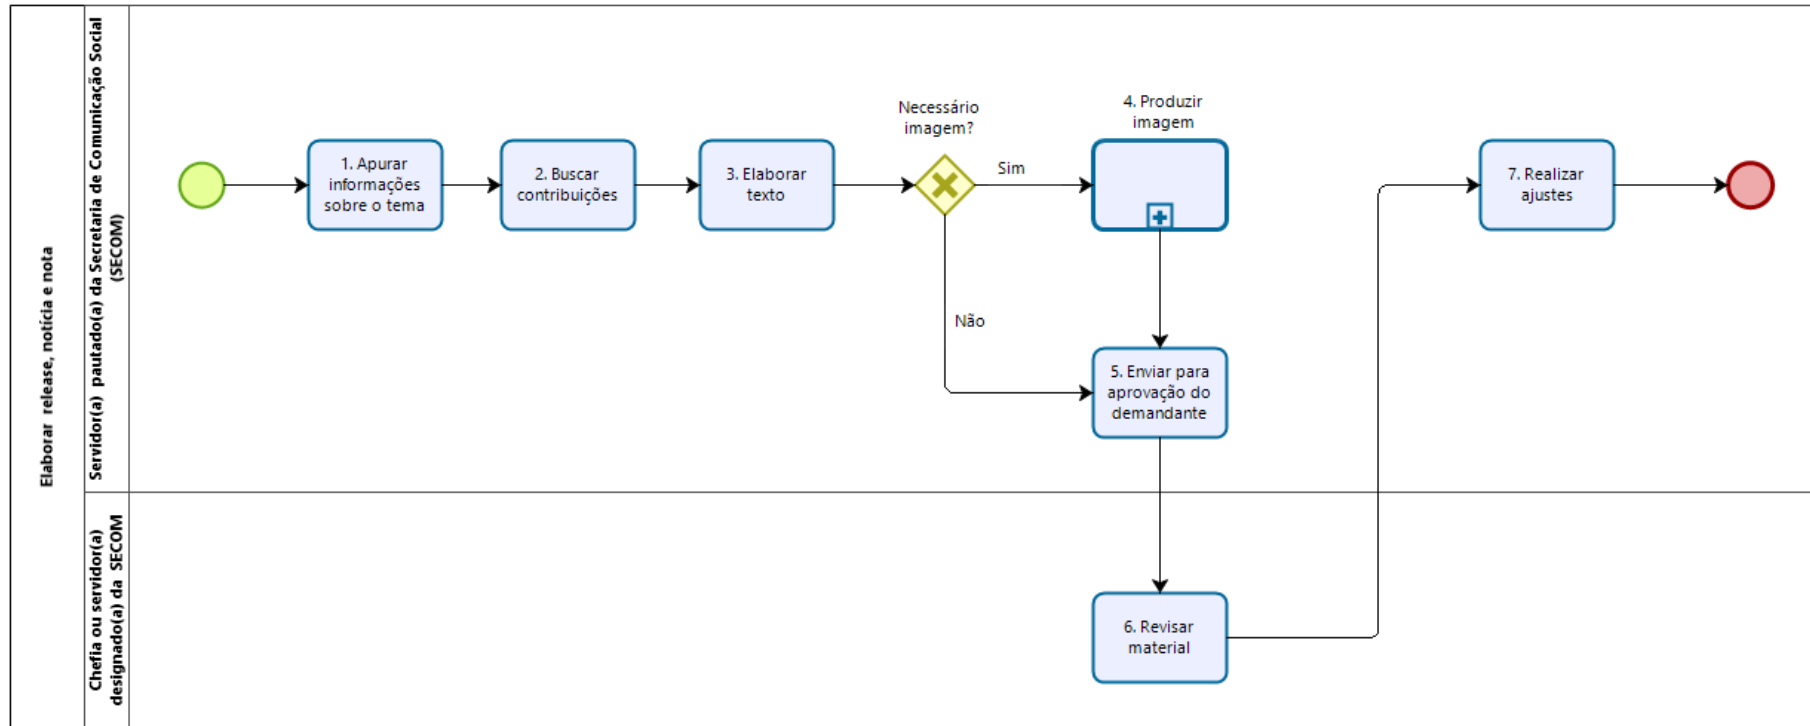 Elaborar  release, notícia e nota
Servidor(a)  pautado(a) da Secretaria de Comunicação Social
(SECOM)
1. Apurar
informações
sobre o tema
2. Buscar
contribuições
3. Elaborar
texto
Necessário
imagem?
Sim
Não
4. Produzir
imagem
5. Enviar para
aprovação do
demandante
7. Realizar
ajustes
Chefia ou servidor(a)
designado(a) da  SECOM
6. Revisar
material